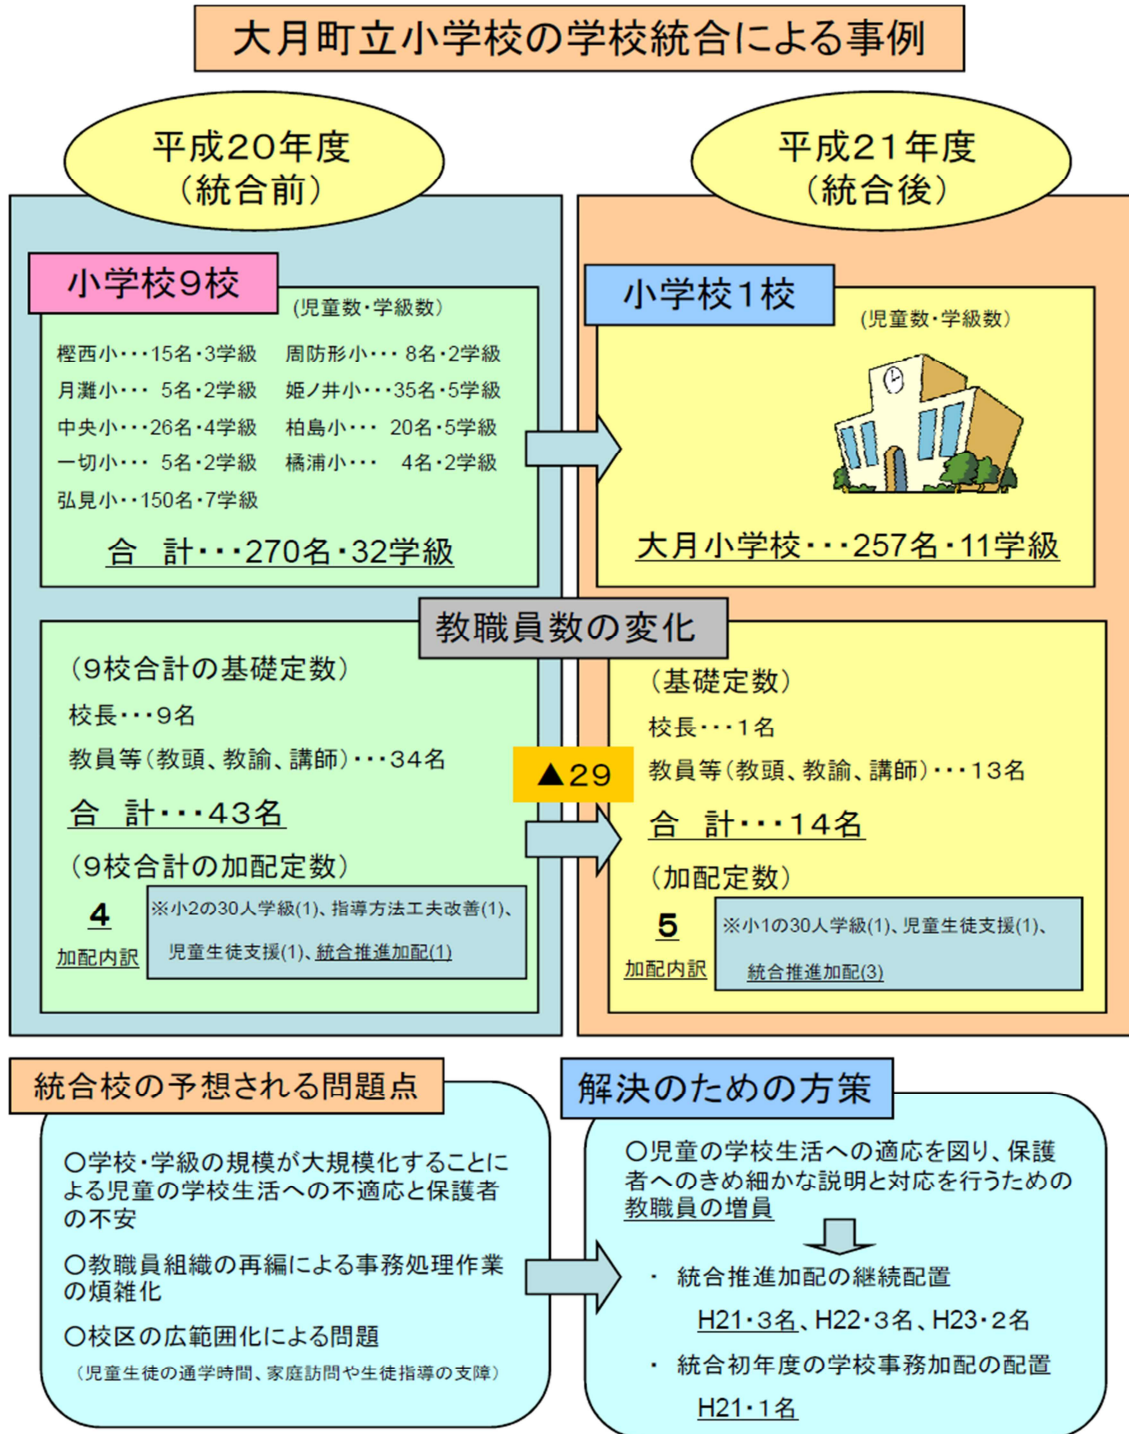 大月町立小学校の学校統合による事例
平成20年度
(統合前)
小学校9校
(児童数・学級数)
樫西小・・・15名・3学級　周防形小・・・ 8名・2学級
月灘小・・・ 5名・2学級　姫ノ井小・・・35名・5学級
中央小・・・26名・4学級　柏島小・・・ 20名・5学級
一切小・・・ 5名・2学級　橘浦小・・・ 4名・2学級
弘見小・・150名・7学級
合　計・・・270名・32学級
平成21年度
(統合後)
小学校1校
(児童数・学級数)
大月小学校・・・257名・11学級
教職員数の変化
(9校合計の基礎定数)
校長・・・9名
教員等(教頭、教諭、講師)・・・34名
合　計・・・43名
(9校合計の加配定数)
4
加配内訳
※小2の30人学級(1)、指導方法工夫改善(1)、
児童生徒支援(1)、統合推進加配(1)
▲29
(基礎定数)
校長・・・1名
教員等(教頭、教諭、講師)・・・13名
合　計・・・14名
(加配定数)
5
加配内訳
※小1の30人学級(1)、児童生徒支援(1)、
統合推進加配(3)
統合校の予想される問題点
○学校・学級の規模が大規模化することに
よる児童の学校生活への不適応と保護者
の不安
○教職員組織の再編による事務処理作業
の煩雑化
○校区の広範囲化による問題
(児童生徒の通学時間、家庭訪問や生徒指導の支障)
解決のための方策
○児童の学校生活への適応を図り、保護
者へのきめ細かな説明と対応を行うための
教職員の増員
・ 統合推進加配の継続配置
H21・3名、H22・3名、H23・2名
・ 統合初年度の学校事務加配の配置
H21・1名